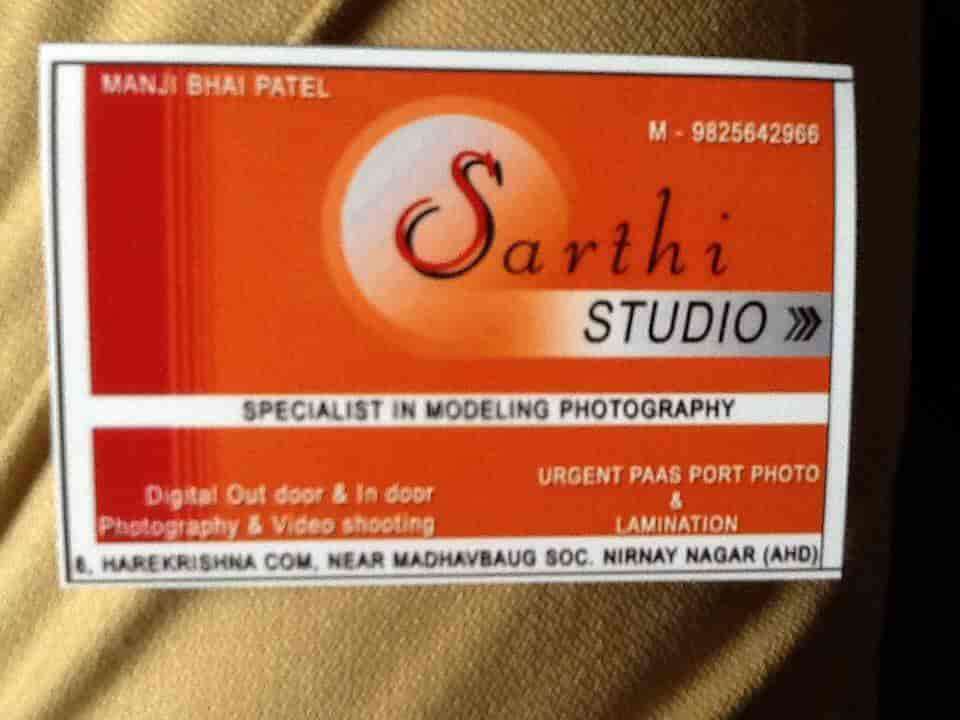 MANJI BHAI PATEL
M - 9825642966
Sarthi
STUDIO
SPECIALIST IN MODELING PHOTOGRAPHY
Digital Out door & In door
Photography & Video shooting
URGENT PAAS PORT PHOTO
&
LAMINATION
8, HAREKRISHNA COM, NEAR MADHAVBAUG SOC. NIRNAY NAGAR (AHD)